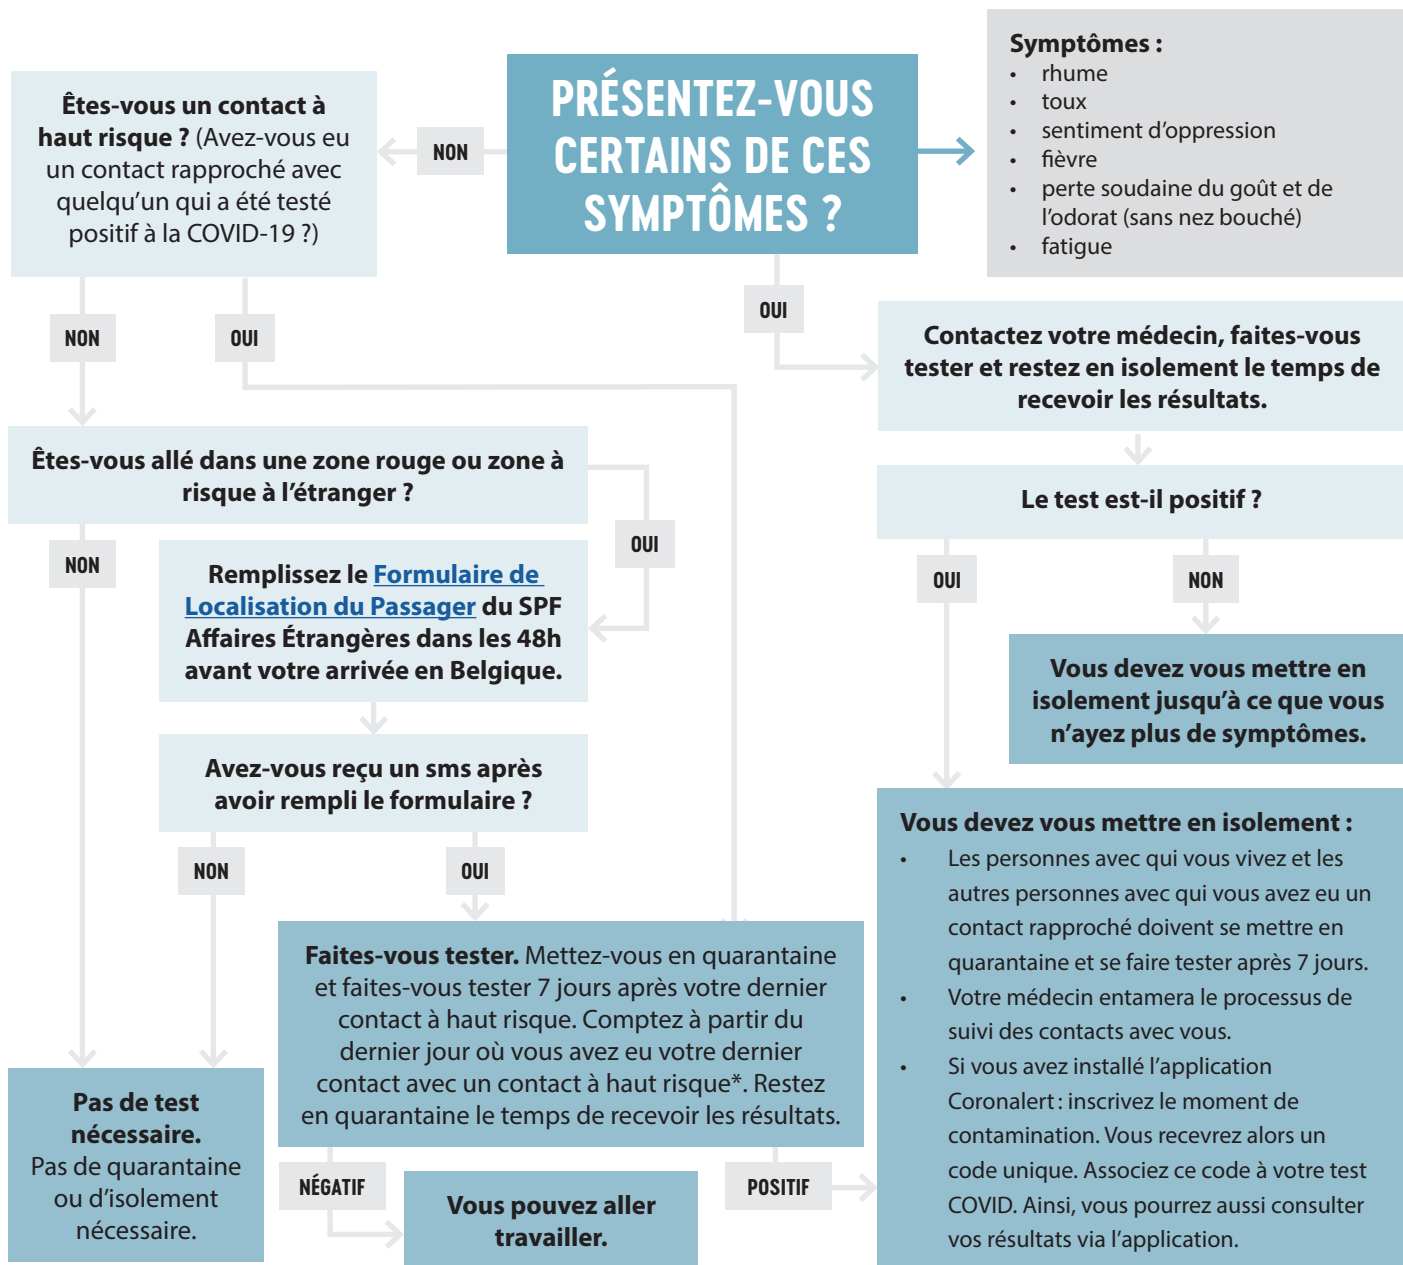 PRÉSENTEZ-VOUS
CERTAINS DE CES
SYMPTÔMES ?
Symptômes :
• rhume
• toux
• sentiment d’oppression
• fièvre
• perte soudaine du goût et de
l’odorat (sans nez bouché)
• fatigue
NON
Êtes-vous un contact à
haut risque ? (Avez-vous eu
un contact rapproché avec
quelqu’un qui a été testé
positif à la COVID-19 ?)
NON
OUI
OUI
Contactez votre médecin, faites-vous
tester et restez en isolement le temps de
recevoir les résultats.
Êtes-vous allé dans une zone rouge ou zone à
risque à l’étranger ?
Le test est-il positif ?
NON
OUI
OUI
NON
Remplissez le Formulaire de
Localisation du Passager du SPF
Affaires Étrangères dans les 48h
avant votre arrivée en Belgique.
Vous devez vous mettre en
isolement jusqu’à ce que vous
n’ayez plus de symptômes.
Avez-vous reçu un sms après
avoir rempli le formulaire ?
NON
OUI
Vous devez vous mettre en isolement :
• Les personnes avec qui vous vivez et les
autres personnes avec qui vous avez eu un
contact rapproché doivent se mettre en
quarantaine et se faire tester après 7 jours.
• Votre médecin entamera le processus de
suivi des contacts avec vous.
• Si vous avez installé l’application
Coronalert : inscrivez le moment de
contamination. Vous recevrez alors un
code unique. Associez ce code à votre test
COVID. Ainsi, vous pourrez aussi consulter
vos résultats via l’application.
Faites-vous tester. Mettez-vous en quarantaine
et faites-vous tester 7 jours après votre dernier
contact à haut risque. Comptez à partir du
dernier jour où vous avez eu votre dernier
contact avec un contact à haut risque*. Restez
en quarantaine le temps de recevoir les résultats.
Pas de test
nécessaire.
Pas de quarantaine
ou d’isolement
nécessaire.
NÉGATIF
Vous pouvez aller
travailler.
POSITIF